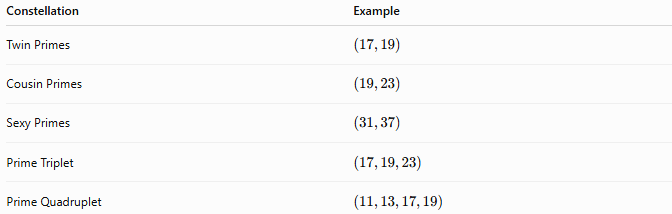 Constellation Example
Twin Primes (17, 19)
Cousin Primes (19, 23)
Sexy Primes (31, 37)
Prime Triplet (17, 19, 23)
Prime Quadruplet (11, 13, 17, 19)